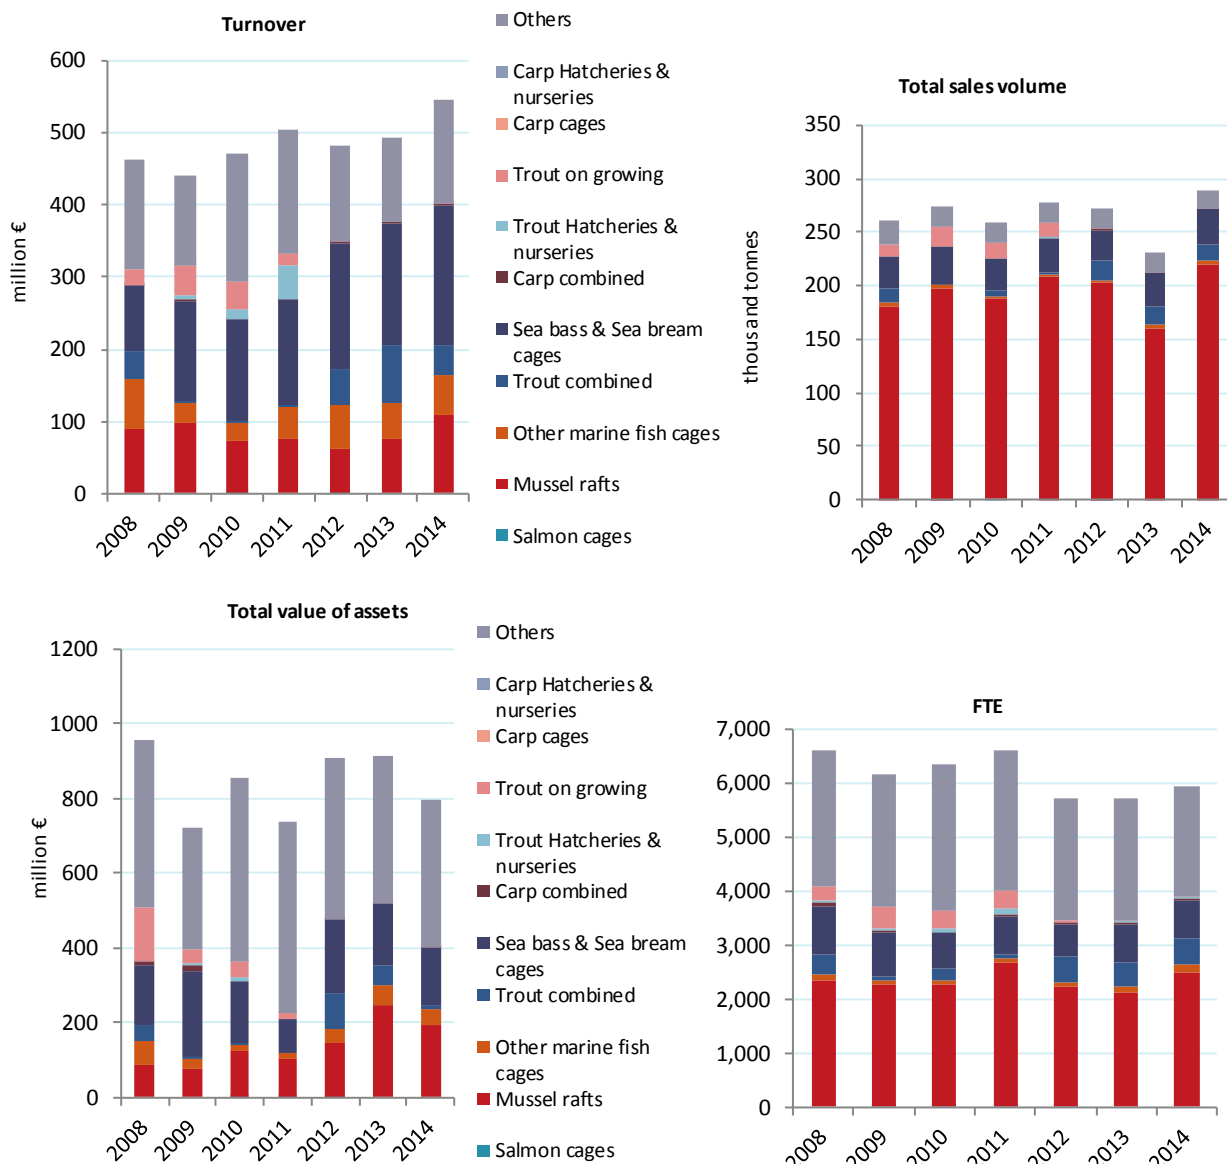 Turnover
million €
600
500
400
300
200
100
0
2008
2009
2010
2011
2012
2013
2014
Others
Carp Hatcheries &
nurseries
Carp cages
Trout on growing
Trout Hatcheries &
nurseries
Carp combined
Sea bass & Sea bream
cages
Trout combined
Other marine fish cages
Mussel rafts
Salmon cages
Total sales volume
thousand tonnes
350
300
250
200
150
100
50
0
2008
2009
2010
2011
2012
2013
2014
Total value of assets
million €
1200
1000
800
600
400
200
0
2008
2009
2010
2011
2012
2013
2014
Others
Carp Hatcheries &
nurseries
Carp cages
Trout on growing
Trout Hatcheries &
nurseries
Carp combined
Sea bass & Sea bream
cages
Trout combined
Other marine fish
cages
Mussel rafts
Salmon cages
FTE
7,000
6,000
5,000
4,000
3,000
2,000
1,000
0
2008
2009
2010
2011
2012
2013
2014